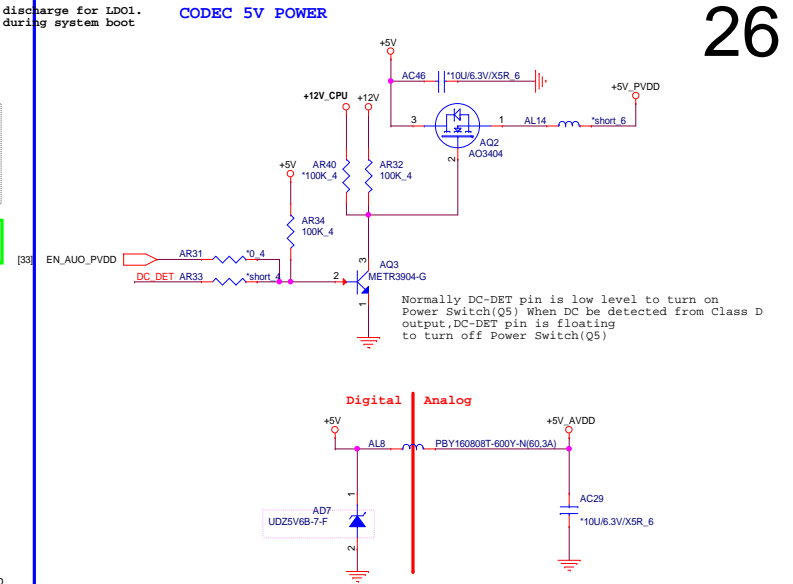 discharge for LDO1.
during system boot
CODEC 5V POWER
26
+5V
AC46
*10U/6.3V/X5R_6
+5V_PVDD
+12V_CPU
+12V
3
1
AL14
*short_6
AQ2
AO3404
2
+5V
AR40
*100K_4
AR32
100K_4
AR34
100K_4
[33]
EN_AUO_PVDD
AR31
*0_4
DC_DET
AR33
*short_4
3
AQ3
METR3904-G
2
1
Normally DC-DET pin is low level to turn on
Power Switch(Q5) When DC be detected from Class D
output,DC-DET pin is floating
to turn off Power Switch(Q5)
Digital
Analog
+5V
+5V_AVDD
AL8
PBY160808T-600Y-N(60,3A)
1
AD7
UDZ5V6B-7-F
2
AC29
*10U/6.3V/X5R_6